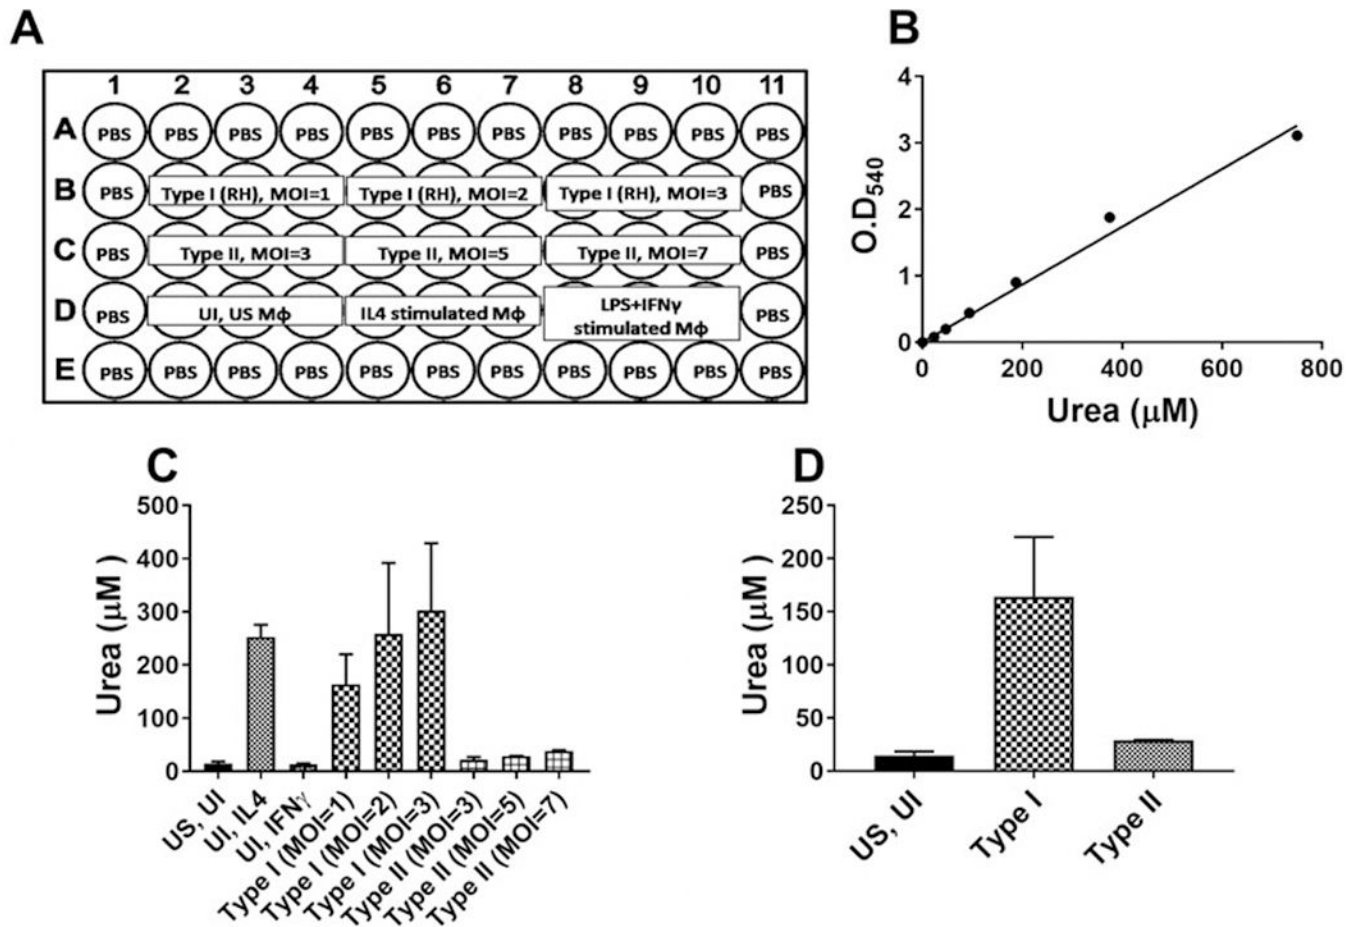 A
1 2 3 4 5 6 7 8 9 10 11
A PBS PBS PBS PBS PBS PBS PBS PBS PBS PBS PBS
B PBS Type I (RH), MOI=1 Type I (RH), MOI=2 Type I (RH), MOI=3 PBS
C PBS Type II, MOI=3 Type II, MOI=5 Type II, MOI=7 PBS
D PBS UI, US Mϕ IL4 stimulated Mϕ LPS+IFNγ
stimulated Mϕ PBS
E PBS PBS PBS PBS PBS PBS PBS PBS PBS PBS PBS
B
4
3
2
1
0
O.D540
0 200 400 600 800
Urea (μM)
C
500
400
300
200
100
0
Urea (μM )
US, UI
UI, IL4
UI, IFNγ
Type I (MOI=1)
Type I (MOI=2)
Type I (MOI=3)
Type II (MOI=3)
Type II (MOI=5)
Type II (MOI=7)
D
250
200
150
100
50
0
Urea (μM )
US, UI
Type I
Type II